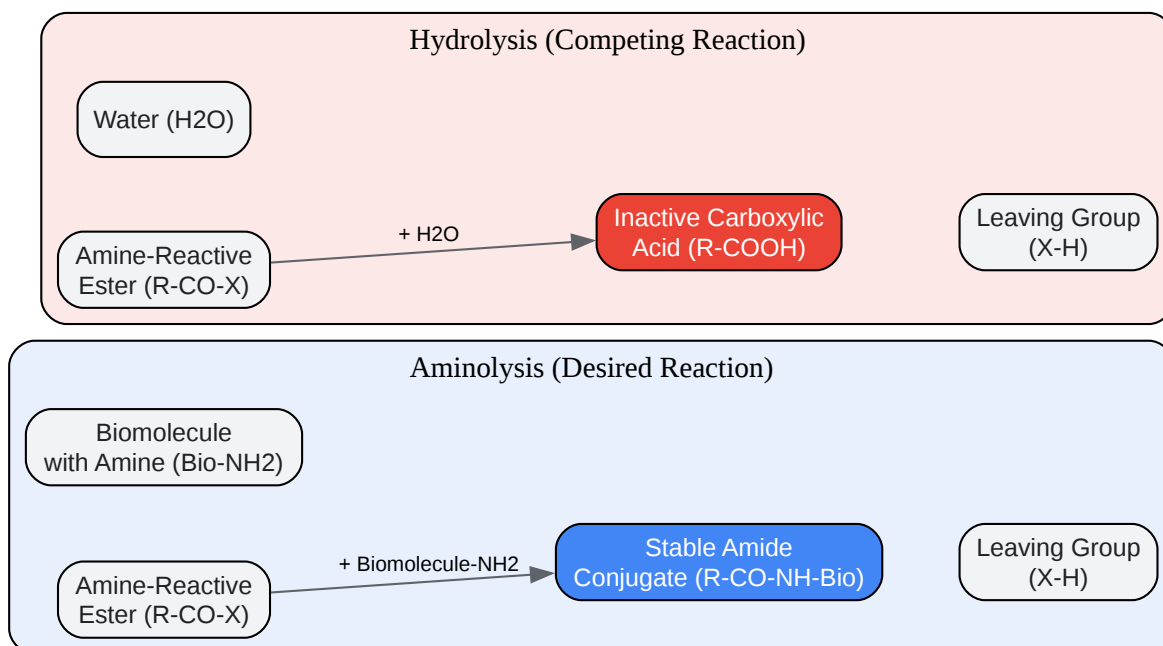 Hydrolysis (Competing Reaction)
Water (H2O)
Amine-Reactive
Ester (R-CO-X)
+ H2O
Inactive Carboxylic
Acid (R-COOH)
Leaving Group
(X-H)
Aminolysis (Desired Reaction)
Biomolecule
with Amine (Bio-NH2)
Amine-Reactive
Ester (R-CO-X)
+ Biomolecule-NH2
Stable Amide
Conjugate (R-CO-NH-Bio)
Leaving Group
(X-H)